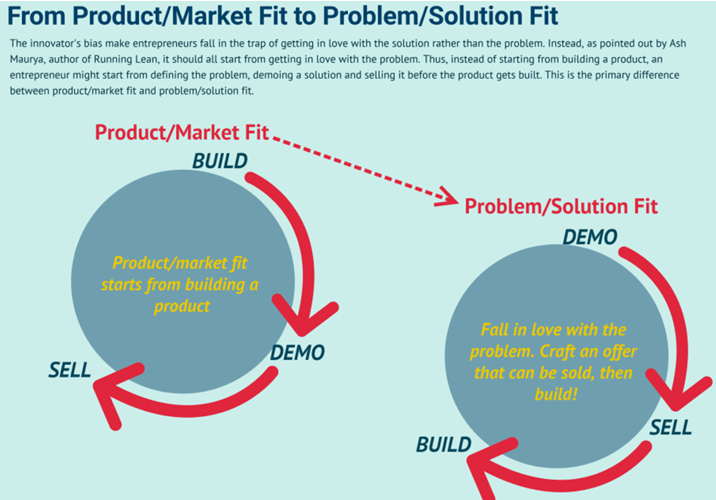 From Product/Market Fit to Problem/Solution Fit
The innovator's bias make entrepreneurs fall in the trap of getting in love with the solution rather than the problem. Instead, as pointed out by Ash
Maurya, author of Running Lean, it should all start from getting in love with the problem. Thus, instead of starting from building a product, an
entrepreneur might start from defining the problem, demoing a solution and selling it before the product gets built. This is the primary difference
between product/market fit and problem/solution fit.
Product/Market Fit
BUILD
Product/market fit
starts from building a
product
DEMO
SELL
Problem/Solution Fit
DEMO
Fall in love with the
problem. Craft an offer
that can be sold, then
build!
SELL
BUILD